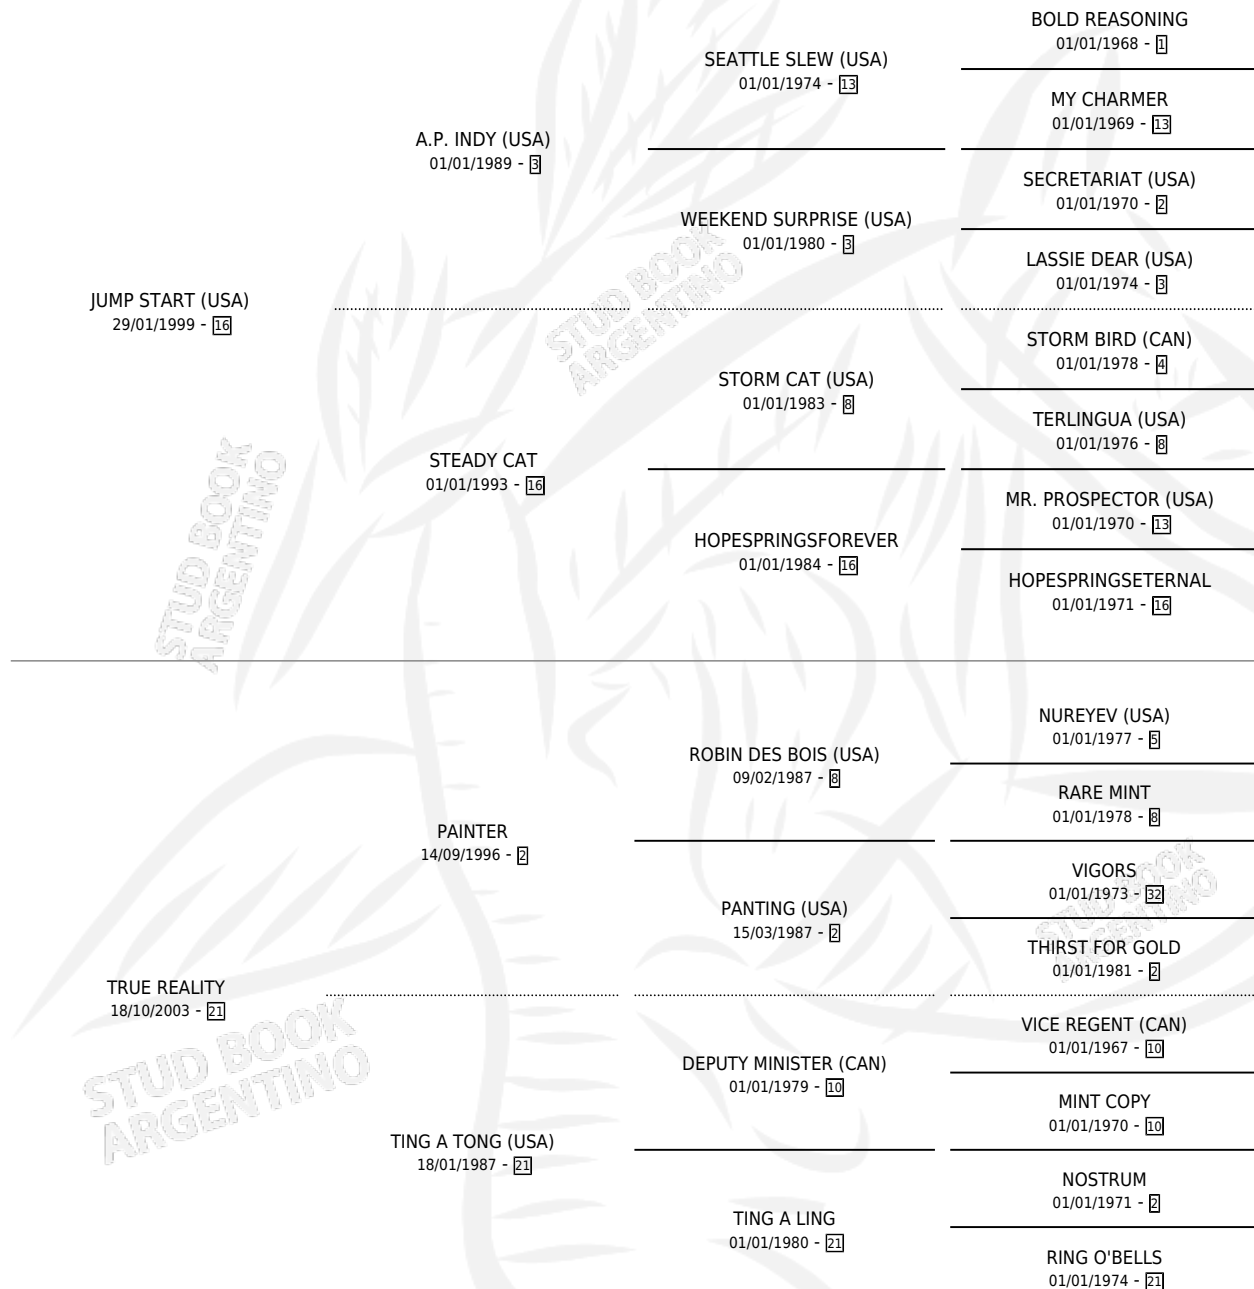 BOLD REASONING
01/01/1968 - 1
SEATTLE SLEW (USA)
01/01/1974 - 13
MY CHARMER
01/01/1969 - 13
A.P. INDY (USA)
01/01/1989 - 3
SECRETARIAT (USA)
01/01/1970 - 2
WEEKEND SURPRISE (USA)
01/01/1980 - 3
LASSIE DEAR (USA)
01/01/1974 - 3
JUMP START (USA)
29/01/1999 - 16
STORM BIRD (CAN)
01/01/1978 - 4
STORM CAT (USA)
01/01/1983 - 8
TERLINGUA (USA)
01/01/1976 - 8
STEADY CAT
01/01/1993 - 16
MR. PROSPECTOR (USA)
01/01/1970 - 13
HOPESPRINGSFOREVER
01/01/1984 - 16
HOPESPRINGSETERNAL
01/01/1971 - 16
NUREYEV (USA)
01/01/1977 - 5
ROBIN DES BOIS (USA)
09/02/1987 - 8
RARE MINT
01/01/1978 - 8
PAINTER
14/09/1996 - 2
VIGORS
01/01/1973 - 32
PANTING (USA)
15/03/1987 - 2
THIRST FOR GOLD
01/01/1981 - 2
TRUE REALITY
18/10/2003 - 21
VICE REGENT (CAN)
01/01/1967 - 10
DEPUTY MINISTER (CAN)
01/01/1979 - 10
MINT COPY
01/01/1970 - 10
TING A TONG (USA)
18/01/1987 - 21
NOSTRUM
01/01/1971 - 2
TING A LING
01/01/1980 - 21
RING O'BELLS
01/01/1974 - 21
STUD BOOK
ARGENTINO
STUD BOOK
ARGENTINO
STUD BOOK
ARGENTINO
STUD BOOK
ARGENTINO